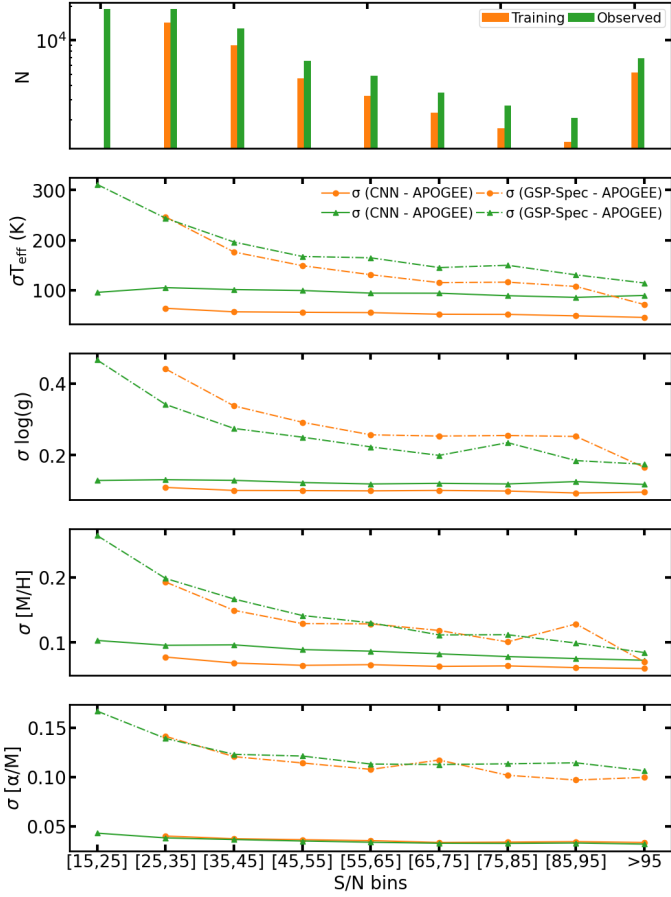 Training Observed
10⁴
N
σ (CNN - APOGEE) σ (GSP-Spec - APOGEE)
σ (CNN - APOGEE) σ (GSP-Spec - APOGEE)
300
200
100
σT_eff (K)
0.4
0.2
σ log(g)
0.2
0.1
σ [M/H]
0.15
0.10
0.05
σ [α/M]
[15,25] [25,35] [35,45] [45,55] [55,65] [65,75] [75,85] [85,95] >95
S/N bins